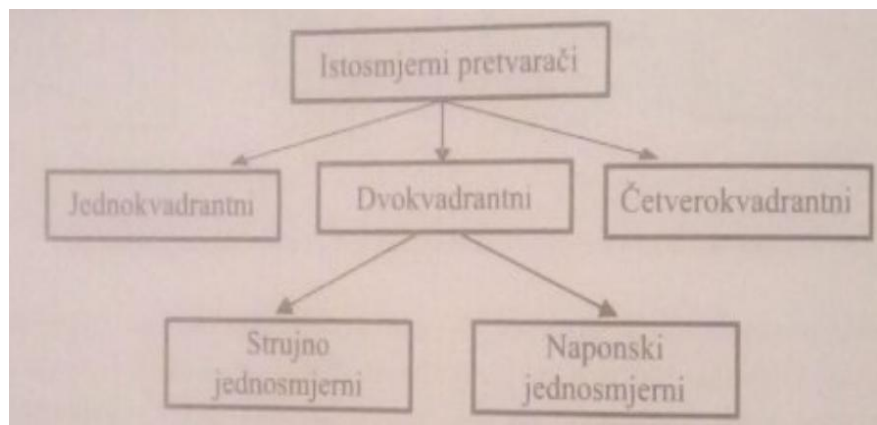 Istosmjerni pretvarači
Jednokvadrantni
Dvokvadrantni
Četverokvadrantni
Strujno
jednosmjerni
Naponski
jednosmjerni